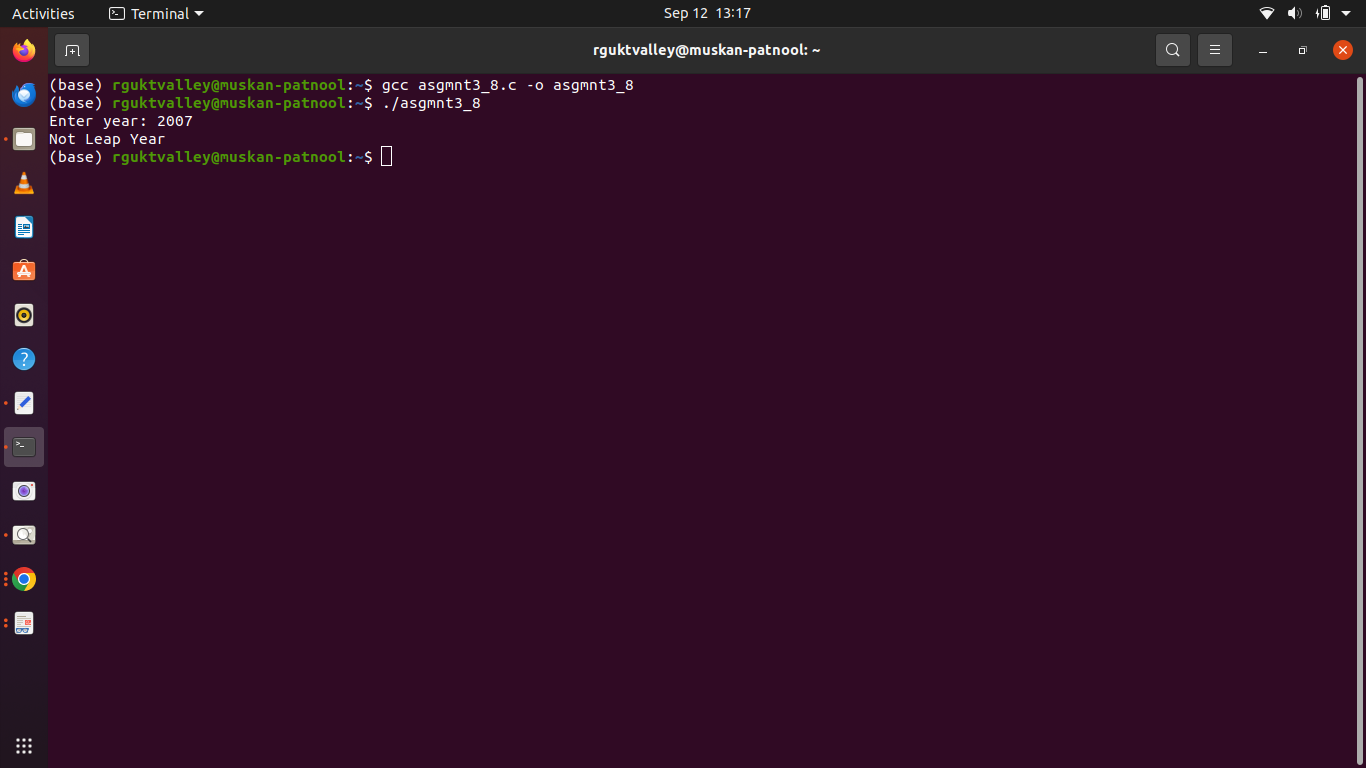 Activities
Terminal
Sep 12 13:17
rguktvalley@muskan-patnool: ~
(base) rguktvalley@muskan-patnool:~$ gcc asgmnt3_8.c -o asgmnt3_8
(base) rguktvalley@muskan-patnool:~$ ./asgmnt3_8
Enter year: 2007
Not Leap Year
(base) rguktvalley@muskan-patnool:~$